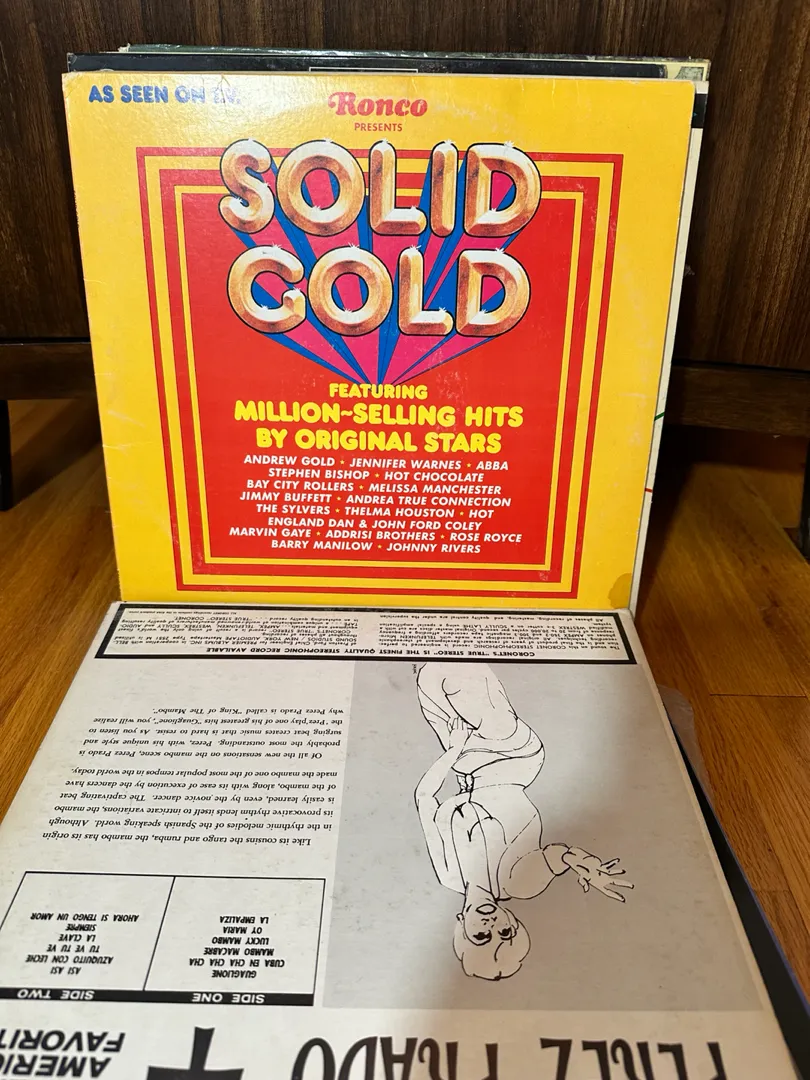 AS SEEN ON T.V.
Ronco
PRESENTS
SOLID
GOLD
FEATURING
MILLION~SELLING HITS
BY ORIGINAL STARS
ANDREW GOLD • JENNIFER WARNES • ABBA
STEPHEN BISHOP • HOT CHOCOLATE
BAY CITY ROLLERS • MELISSA MANCHESTER
JIMMY BUFFETT • ANDREA TRUE CONNECTION
THE SYLVERS • THELMA HOUSTON • HOT
ENGLAND DAN & JOHN FORD COLEY
MARVIN GAYE • ADDRISI BROTHERS • ROSE ROYCE
BARRY MANILOW • JOHNNY RIVERS
PEREZ PRADO
AMERIC
FAVORIT
SIDE ONE
GUAGLIONE
CUBA EN CHA CHA CHA
MAMBO MACABRE
LUCKY MAMBO
OY MARIA
LA EMPALIZA
SIDE TWO
ASI ASI
AZUQUITO CON LECHE
TU VE TU VE
LA CLAVE
SIEMPRE
AHORA SI TENGO UN AMOR
Like its cousins the tango and rumba, the mambo has its origin
in the rhythmic melodies of the Spanish speaking world. Although
its provocative rhythm lends itself to intricate variations, the mambo
is easily learned, even by the novice dancer. The captivating beat
of the mambo, along with its ease of execution by the dancers have
made the mambo one of the most popular tempos in the world today.
Of all the new sensations on the mambo scene, Perez Prado is
probably the most outstanding. Perez, with his unique style and
surging beat creates music that is hard to resist. As you listen to
the 'Prez' play one of his greatest hits "Guaglione", you will realize
why Perez Prado is called "King of The Mambo".
CORONET'S "TRUE STEREO" IS THE FINEST QUALITY STEREOPHONIC RECORD AVAILABLE